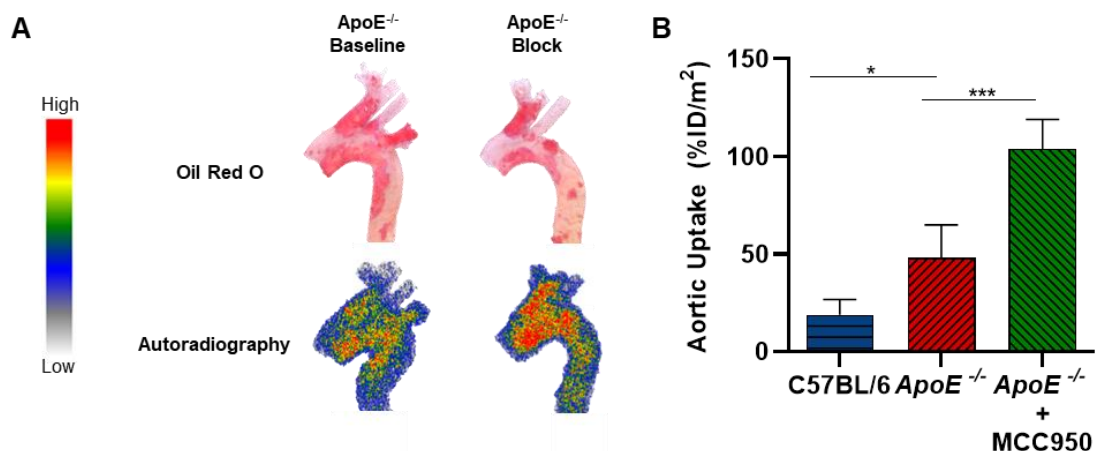 A
ApoE-/-
Baseline
ApoE-/-
Block
High
Low
Oil Red O
Autoradiography
B
Aortic Uptake (%ID/m²)
150
100
50
0
*
***
C57BL/6
ApoE -/-
ApoE -/-
+
MCC950